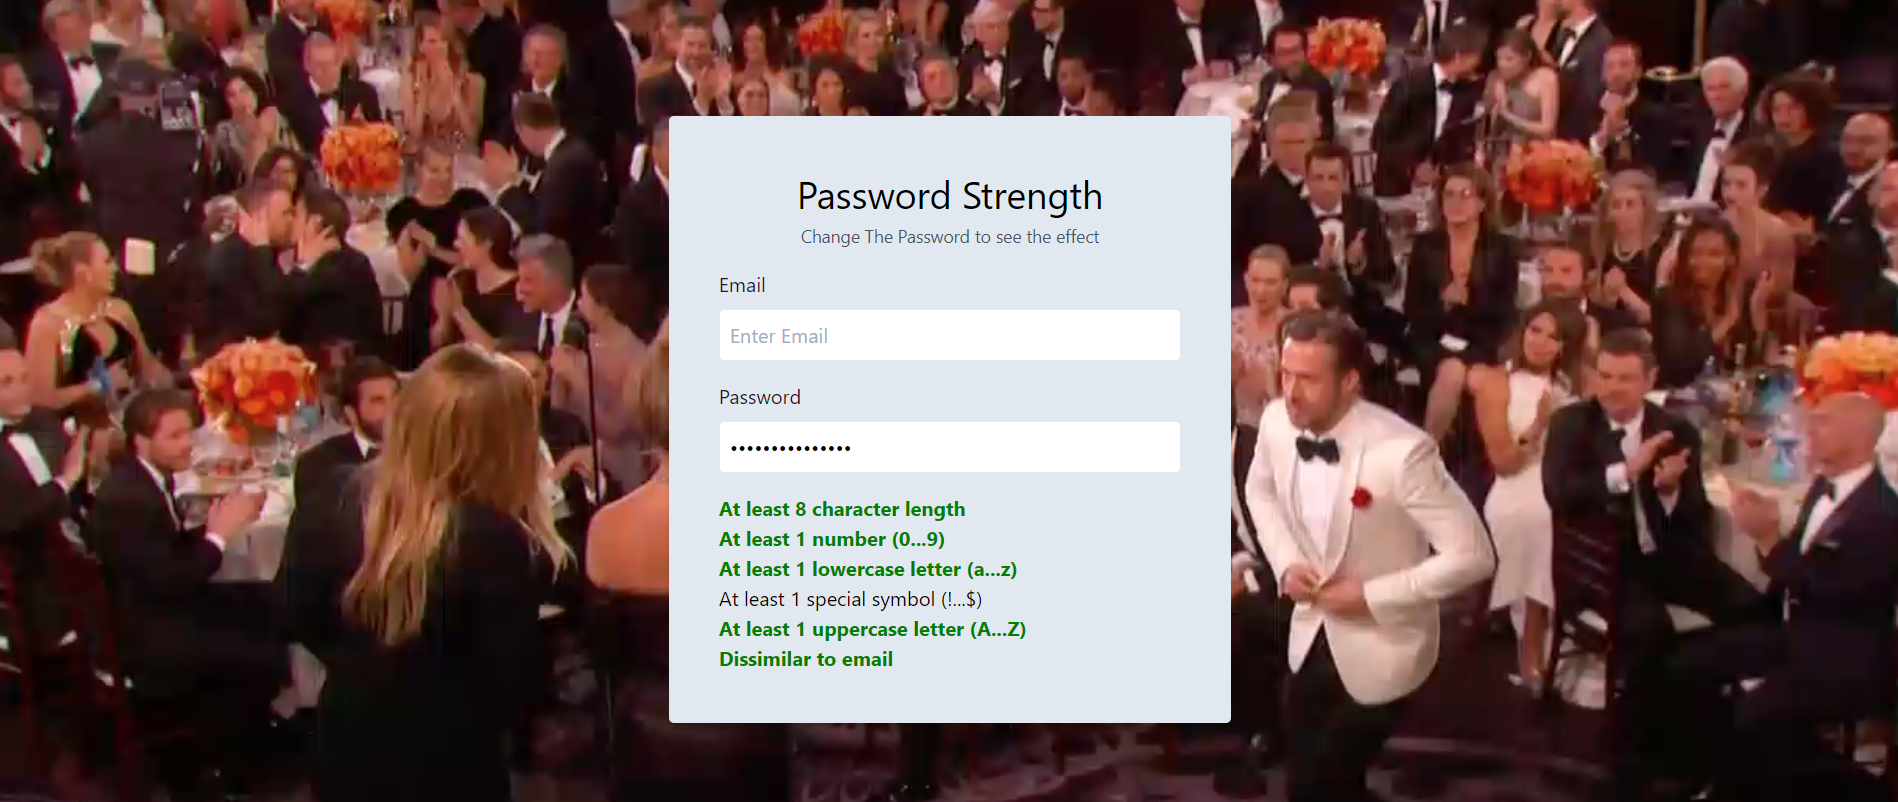 Password Strength
Change The Password to see the effect
Email
Enter Email
Password
•••••••••••••••
At least 8 character length
At least 1 number (0...9)
At least 1 lowercase letter (a...z)
At least 1 special symbol (!...$)
At least 1 uppercase letter (A...Z)
Dissimilar to email